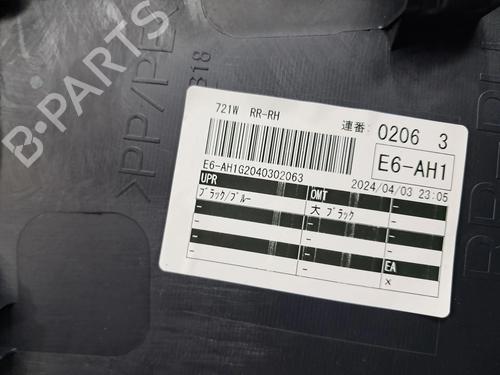 B-PARTS
>PP/PE
B18
721W RR-RH
連番: 0206 3
E6-AH1G2040302063
E6-AH1
2024/04/03 23:05
UPR OMT -
ブラック/ブルー 大 ブラック -
- - -
- - -
- - EA
- - ×